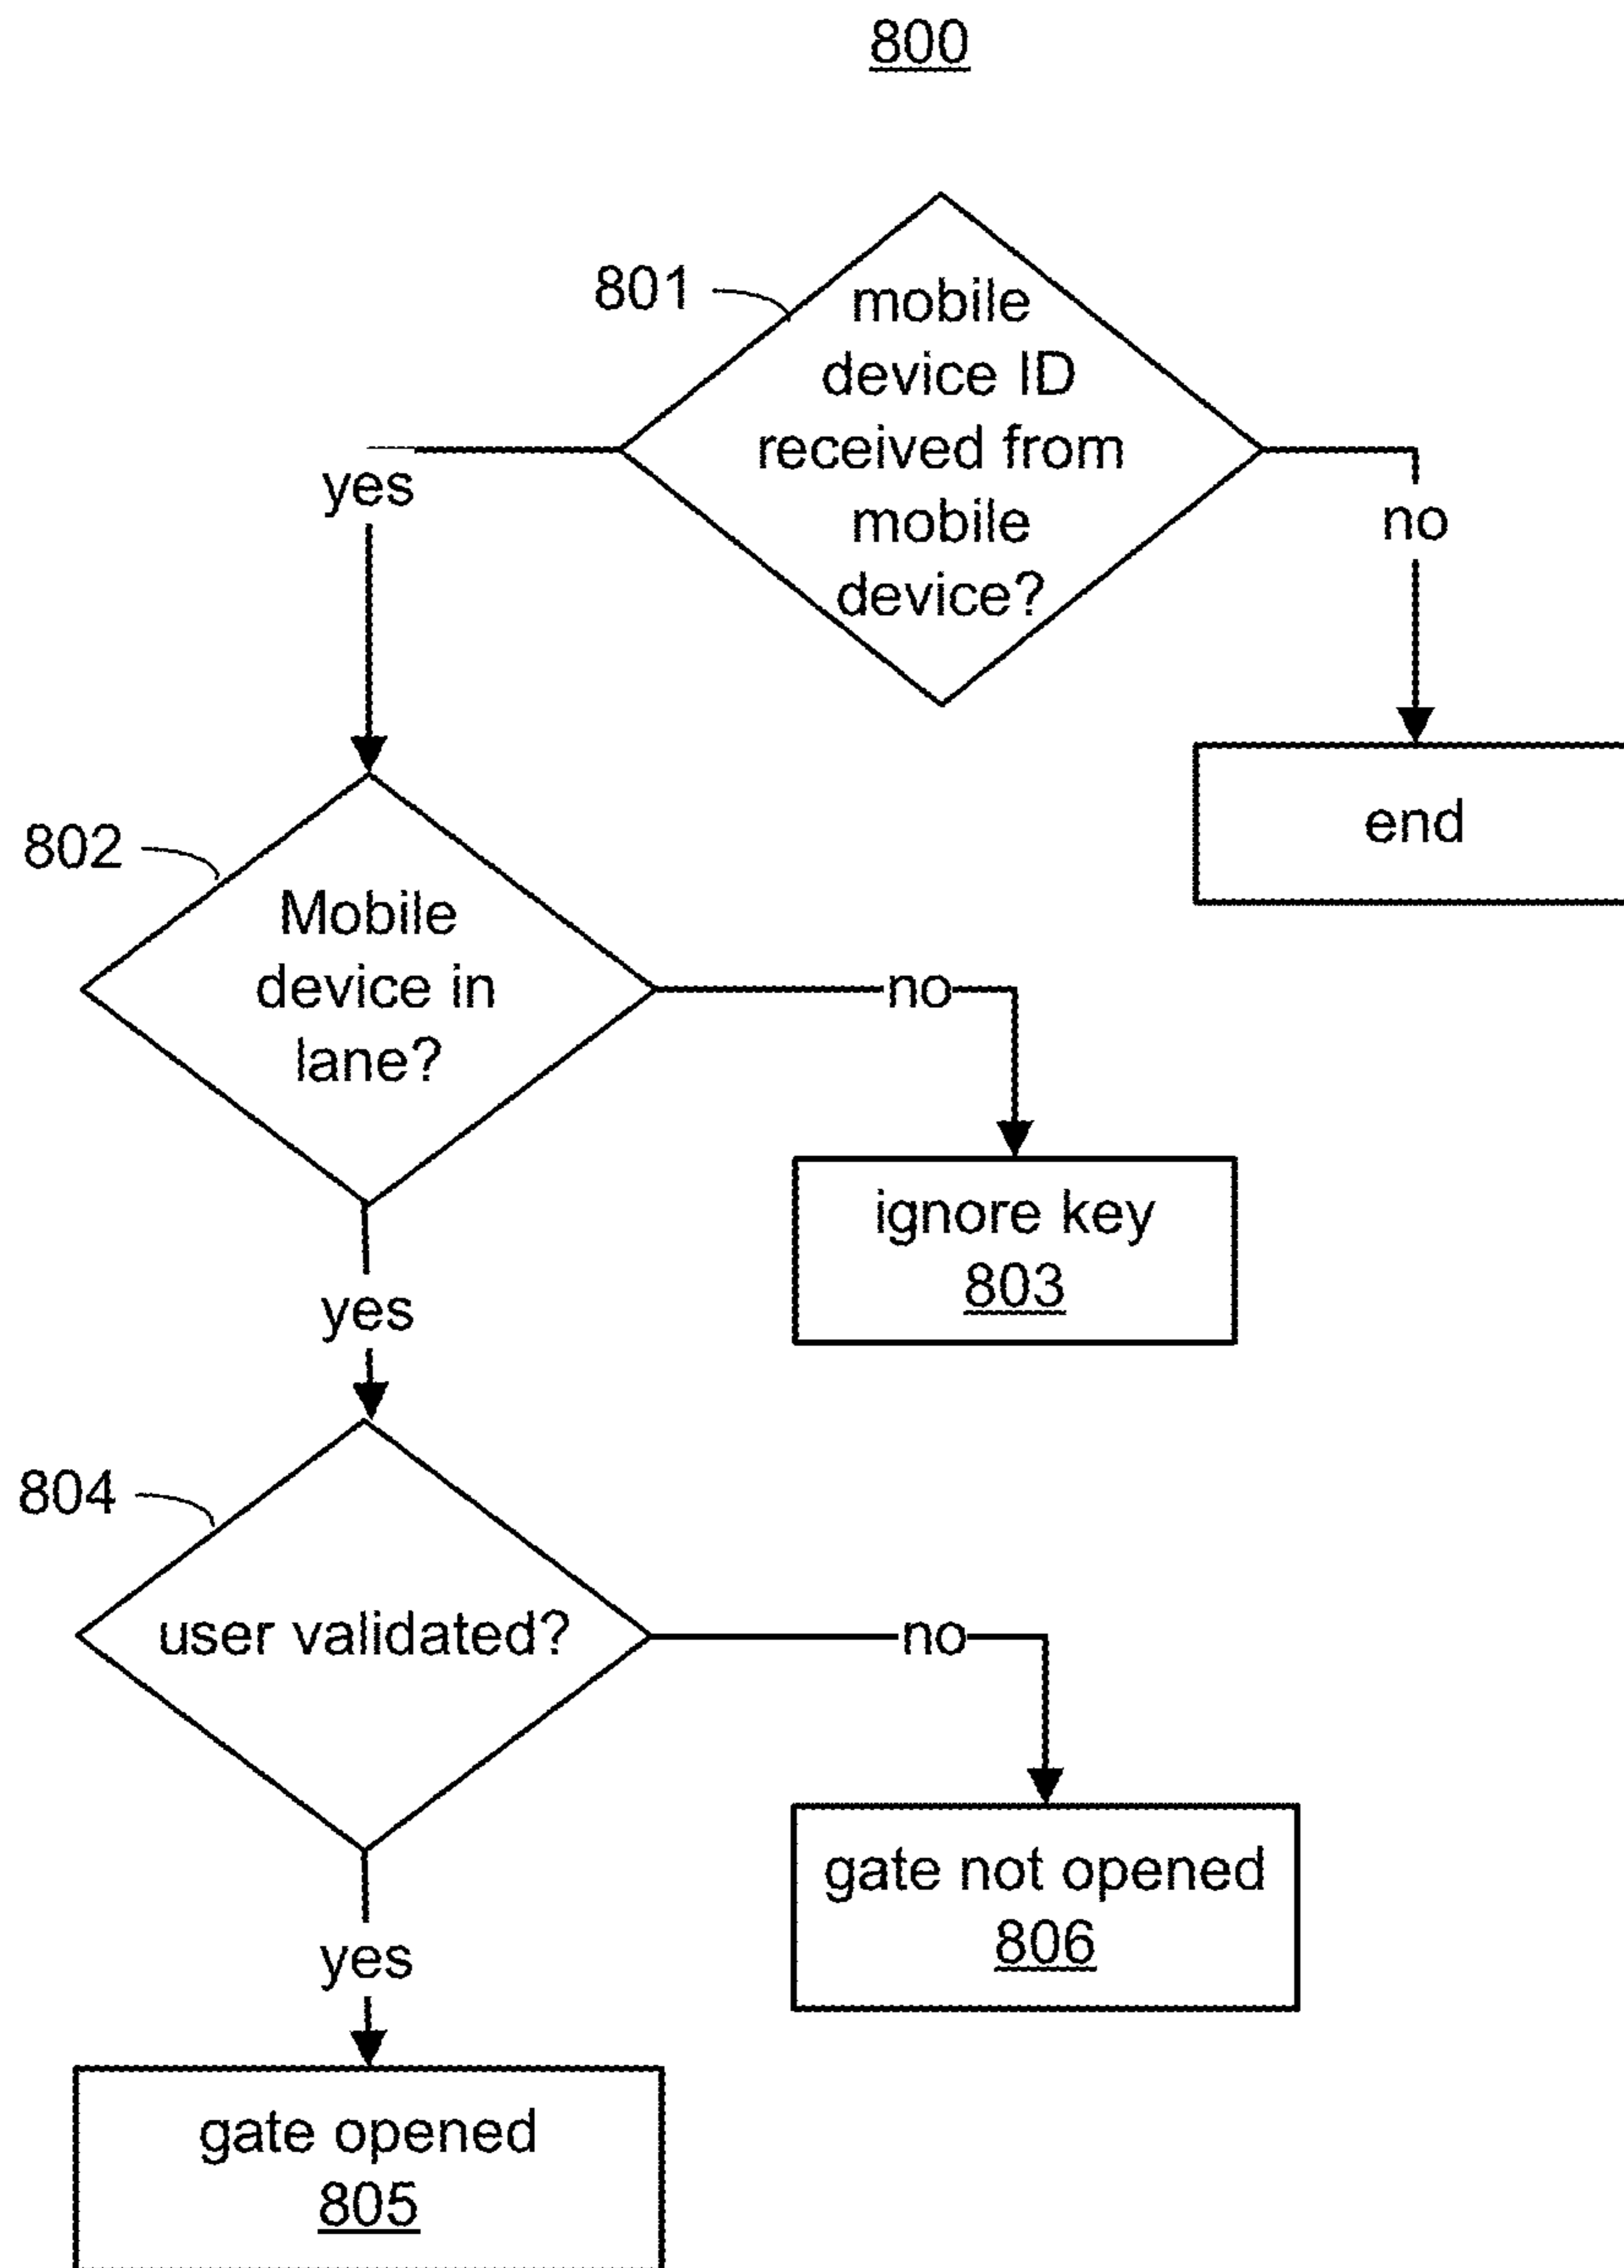 800
801
mobile
device ID
received from
mobile
device?
yes
no
end
802
Mobile
device in
lane?
no
ignore key
803
yes
804
user validated?
no
gate not opened
806
yes
gate opened
805